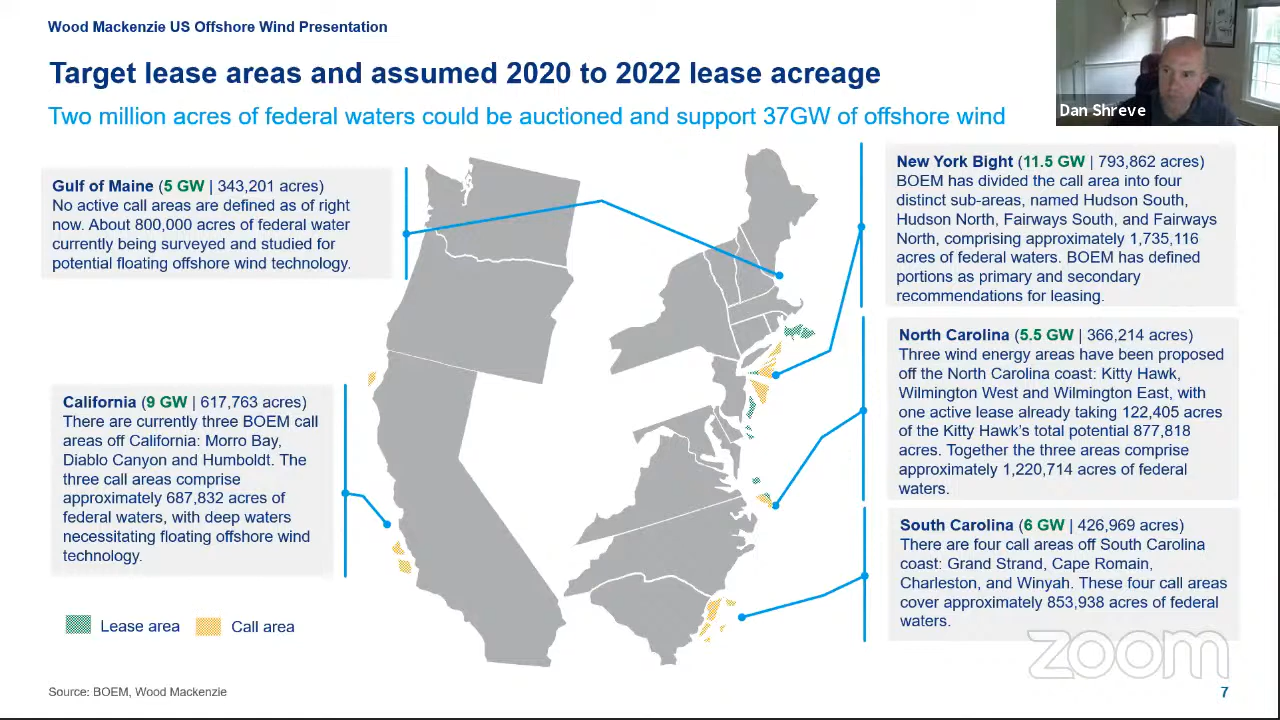 Wood Mackenzie US Offshore Wind Presentation
Target lease areas and assumed 2020 to 2022 lease acreage
Two million acres of federal waters could be auctioned and support 37GW of offshore wind
Dan Shreve
Gulf of Maine (5 GW | 343,201 acres)
No active call areas are defined as of right
now. About 800,000 acres of federal water
currently being surveyed and studied for
potential floating offshore wind technology.
California (9 GW | 617,763 acres)
There are currently three BOEM call
areas off California: Morro Bay,
Diablo Canyon and Humboldt. The
three call areas comprise
approximately 687,832 acres of
federal waters, with deep waters
necessitating floating offshore wind
technology.
Lease area
Call area
New York Bight (11.5 GW | 793,862 acres)
BOEM has divided the call area into four
distinct sub-areas, named Hudson South,
Hudson North, Fairways South, and Fairways
North, comprising approximately 1,735,116
acres of federal waters. BOEM has defined
portions as primary and secondary
recommendations for leasing.
North Carolina (5.5 GW | 366,214 acres)
Three wind energy areas have been proposed
off the North Carolina coast: Kitty Hawk,
Wilmington West and Wilmington East, with
one active lease already taking 122,405 acres
of the Kitty Hawk's total potential 877,818
acres. Together the three areas comprise
approximately 1,220,714 acres of federal
waters.
South Carolina (6 GW | 426,969 acres)
There are four call areas off South Carolina
coast: Grand Strand, Cape Romain,
Charleston, and Winyah. These four call areas
cover approximately 853,938 acres of federal
waters.
zoom
Source: BOEM, Wood Mackenzie
7